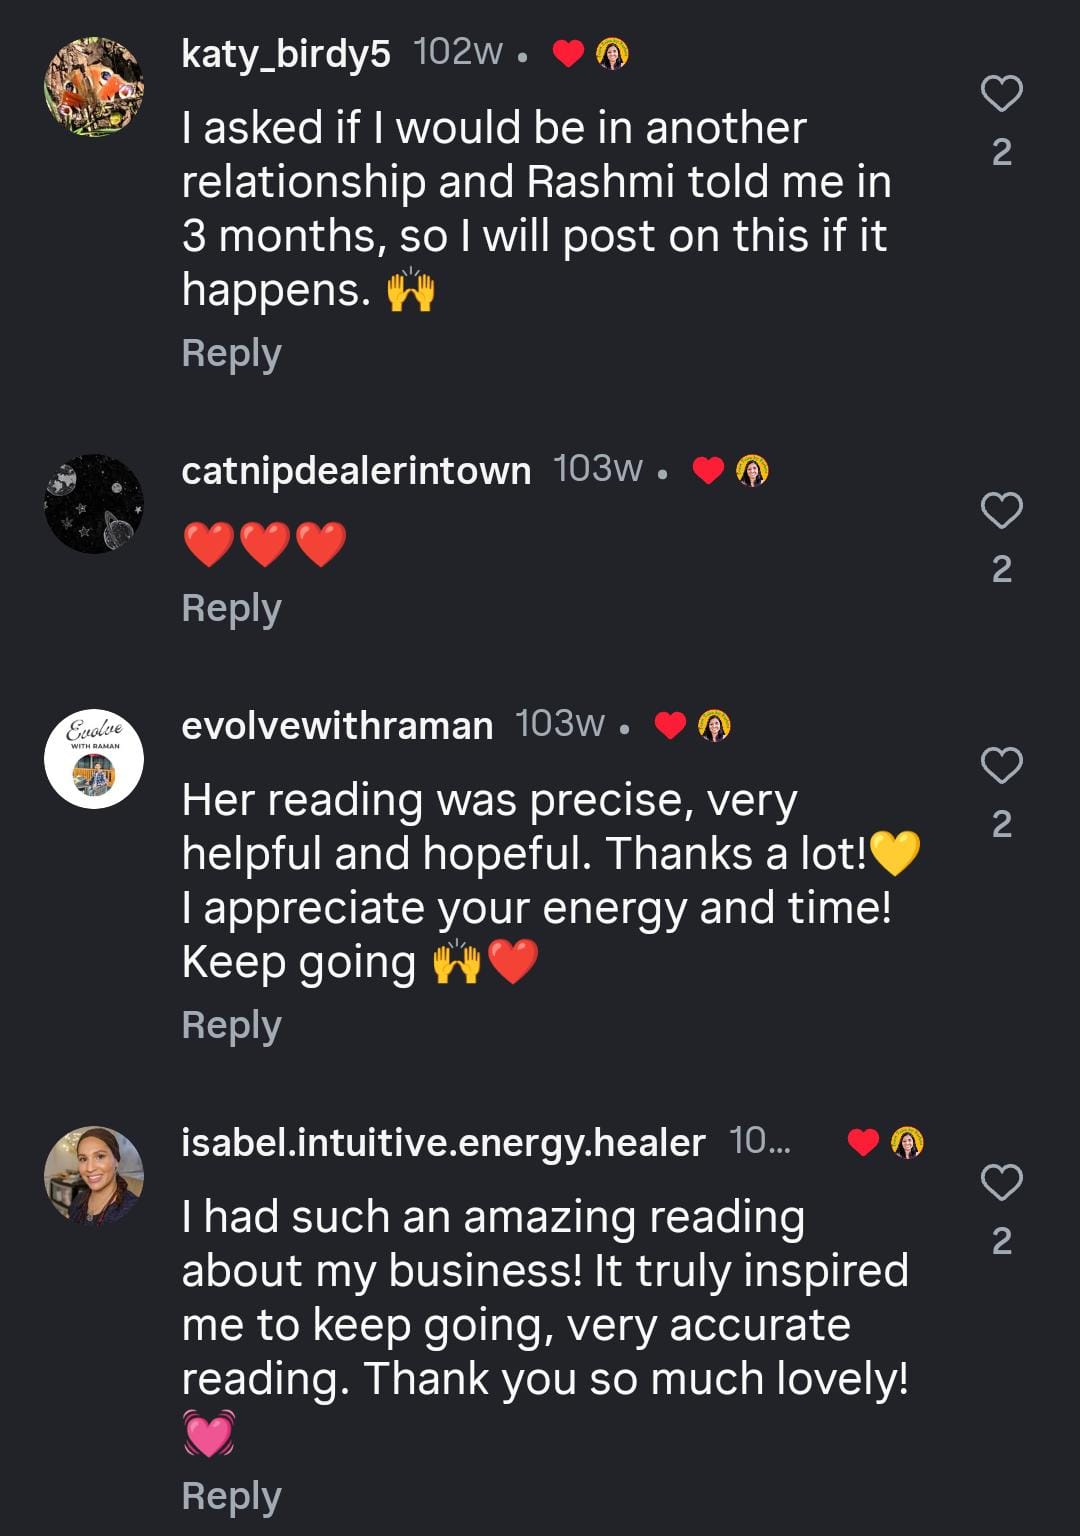 katy_birdy5 102w •
I asked if I would be in another
relationship and Rashmi told me in
3 months, so I will post on this if it
happens. 🙌
2
Reply
catnipdealerintown 103w •
❤️❤️❤️
2
Reply
Evolve
WITH RAMAN
evolvewithraman 103w •
Her reading was precise, very
helpful and hopeful. Thanks a lot!💛
I appreciate your energy and time!
Keep going 🙌❤️
2
Reply
isabel.intuitive.energy.healer 10...
I had such an amazing reading
about my business! It truly inspired
me to keep going, very accurate
reading. Thank you so much lovely!
💓
2
Reply